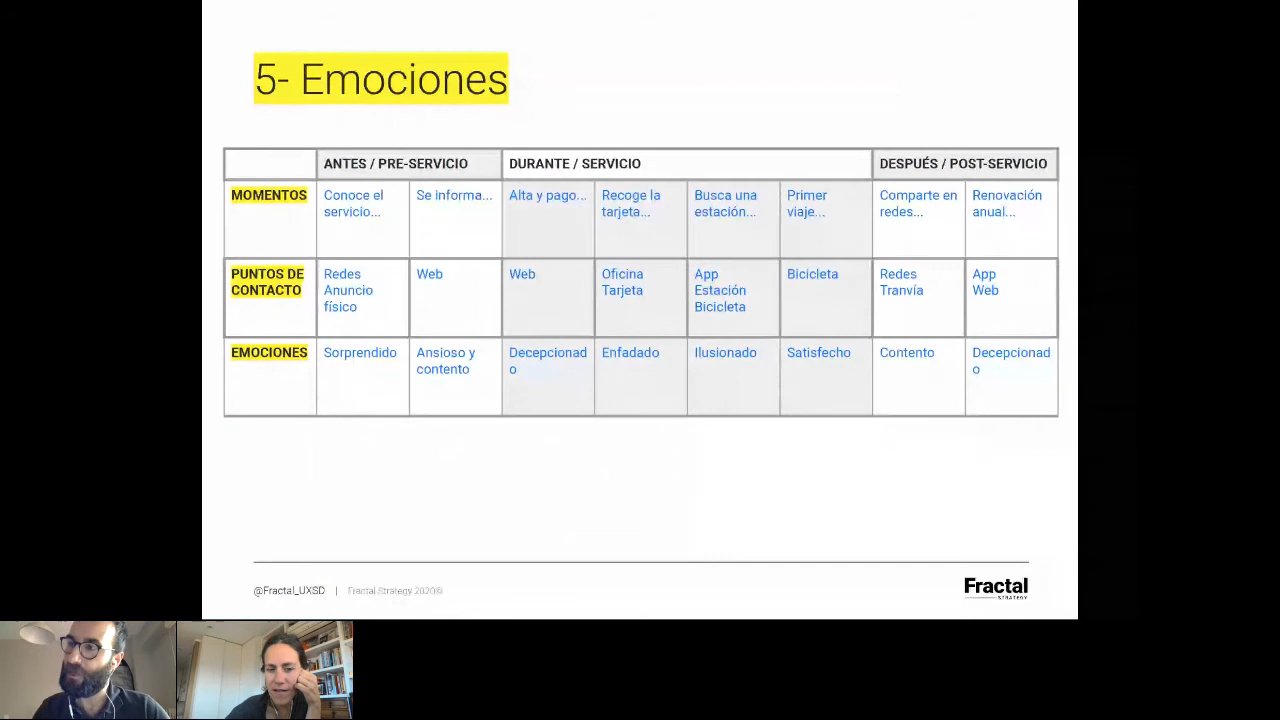 5- Emociones
ANTES / PRE-SERVICIO
DURANTE / SERVICIO
DESPUÉS / POST-SERVICIO
MOMENTOS
Conoce el
servicio...
Se informa...
Alta y pago...
Recoge la
tarjeta...
Busca una
estación...
Primer
viaje...
Comparte en
redes...
Renovación
anual...
PUNTOS DE
CONTACTO
Redes
Anuncio
físico
Web
Web
Oficina
Tarjeta
App
Estación
Bicicleta
Bicicleta
Redes
Tranvía
App
Web
EMOCIONES
Sorprendido
Ansioso y
contento
Decepcionad
o
Enfadado
Ilusionado
Satisfecho
Contento
Decepcionad
o
@Fractal_UXSD | Fractal Strategy 2020©
Fractal
STRATEGY